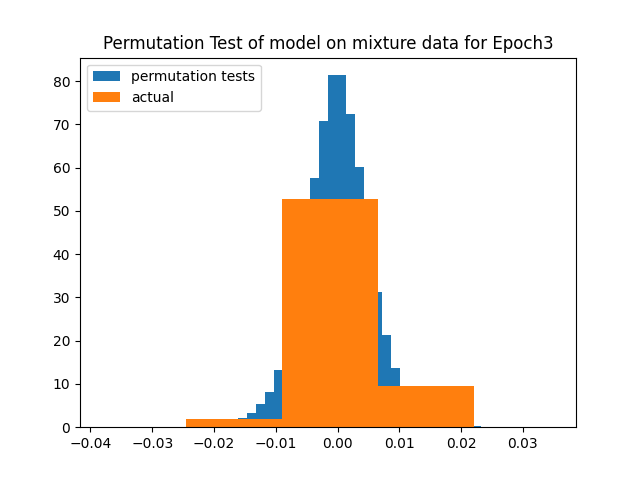 Permutation Test of model on mixture data for Epoch3
permutation tests
actual
80
70
60
50
40
30
20
10
0
−0.04 −0.03 −0.02 −0.01 0.00 0.01 0.02 0.03